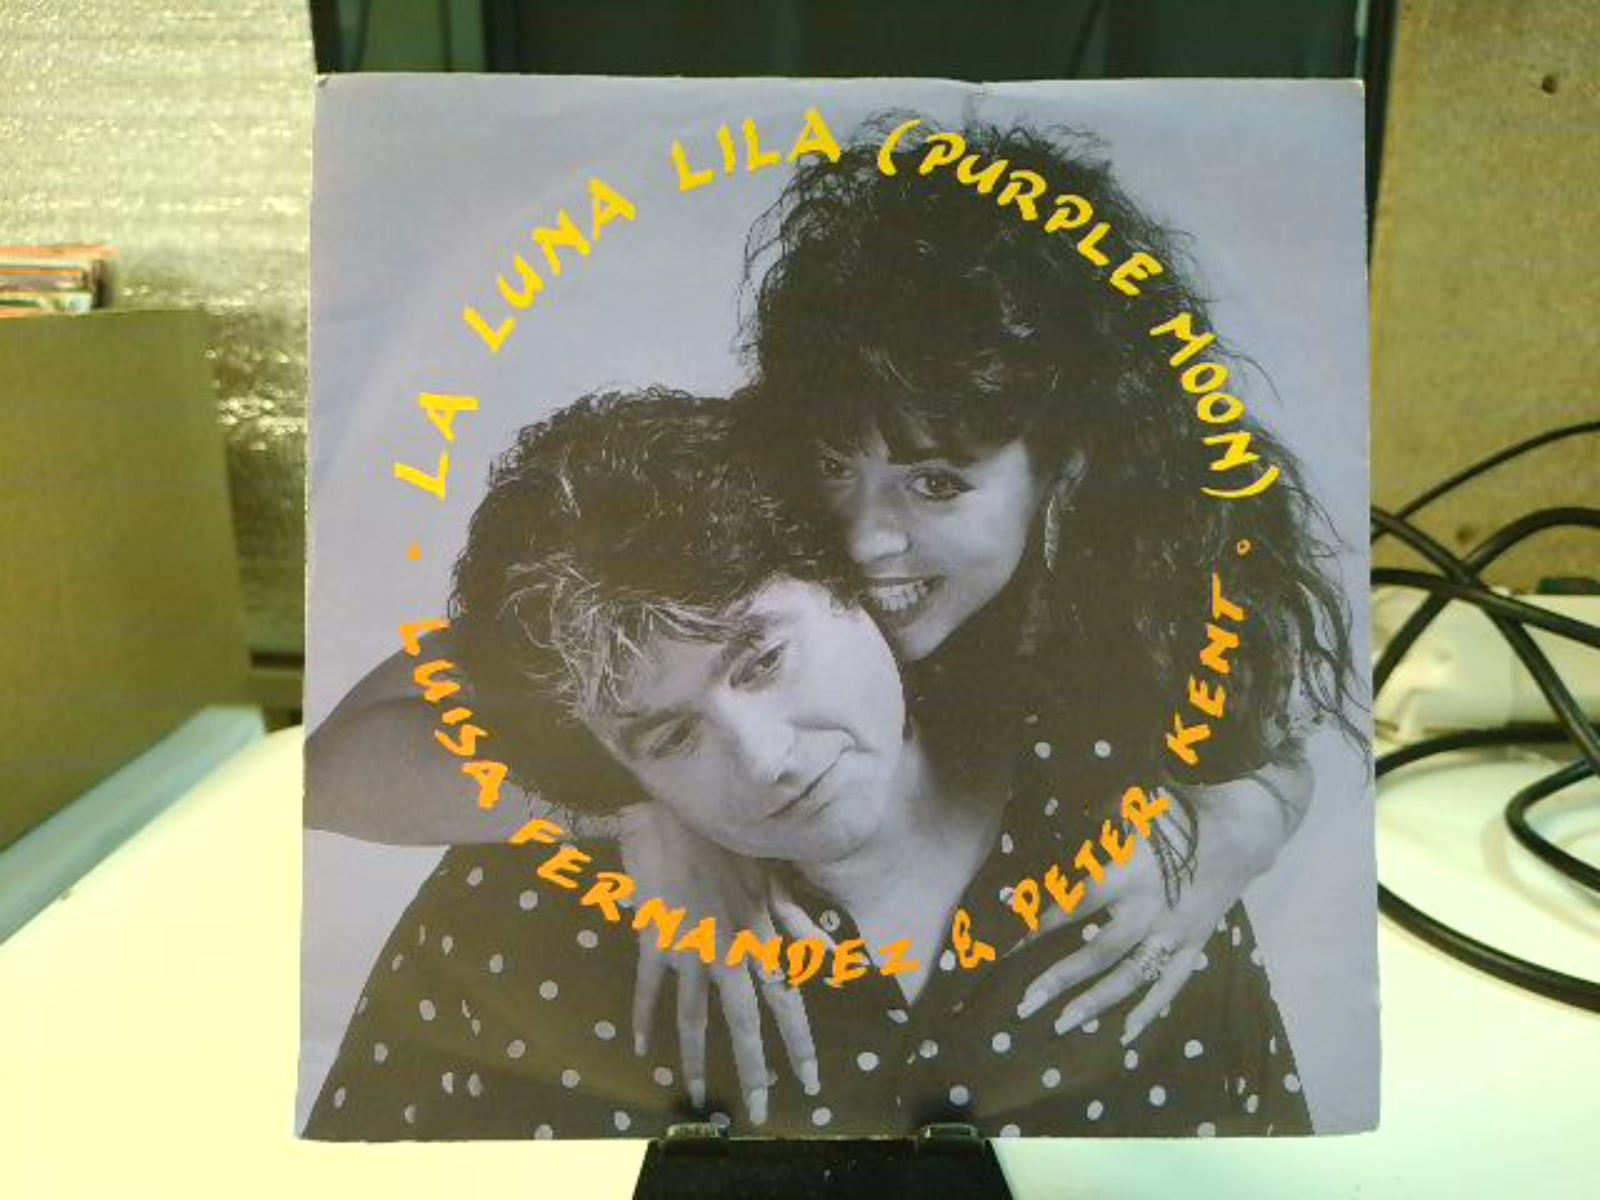 · LA LUNA LILA (PURPLE MOON) ·
LUISA FERNANDEZ & PETER KENT